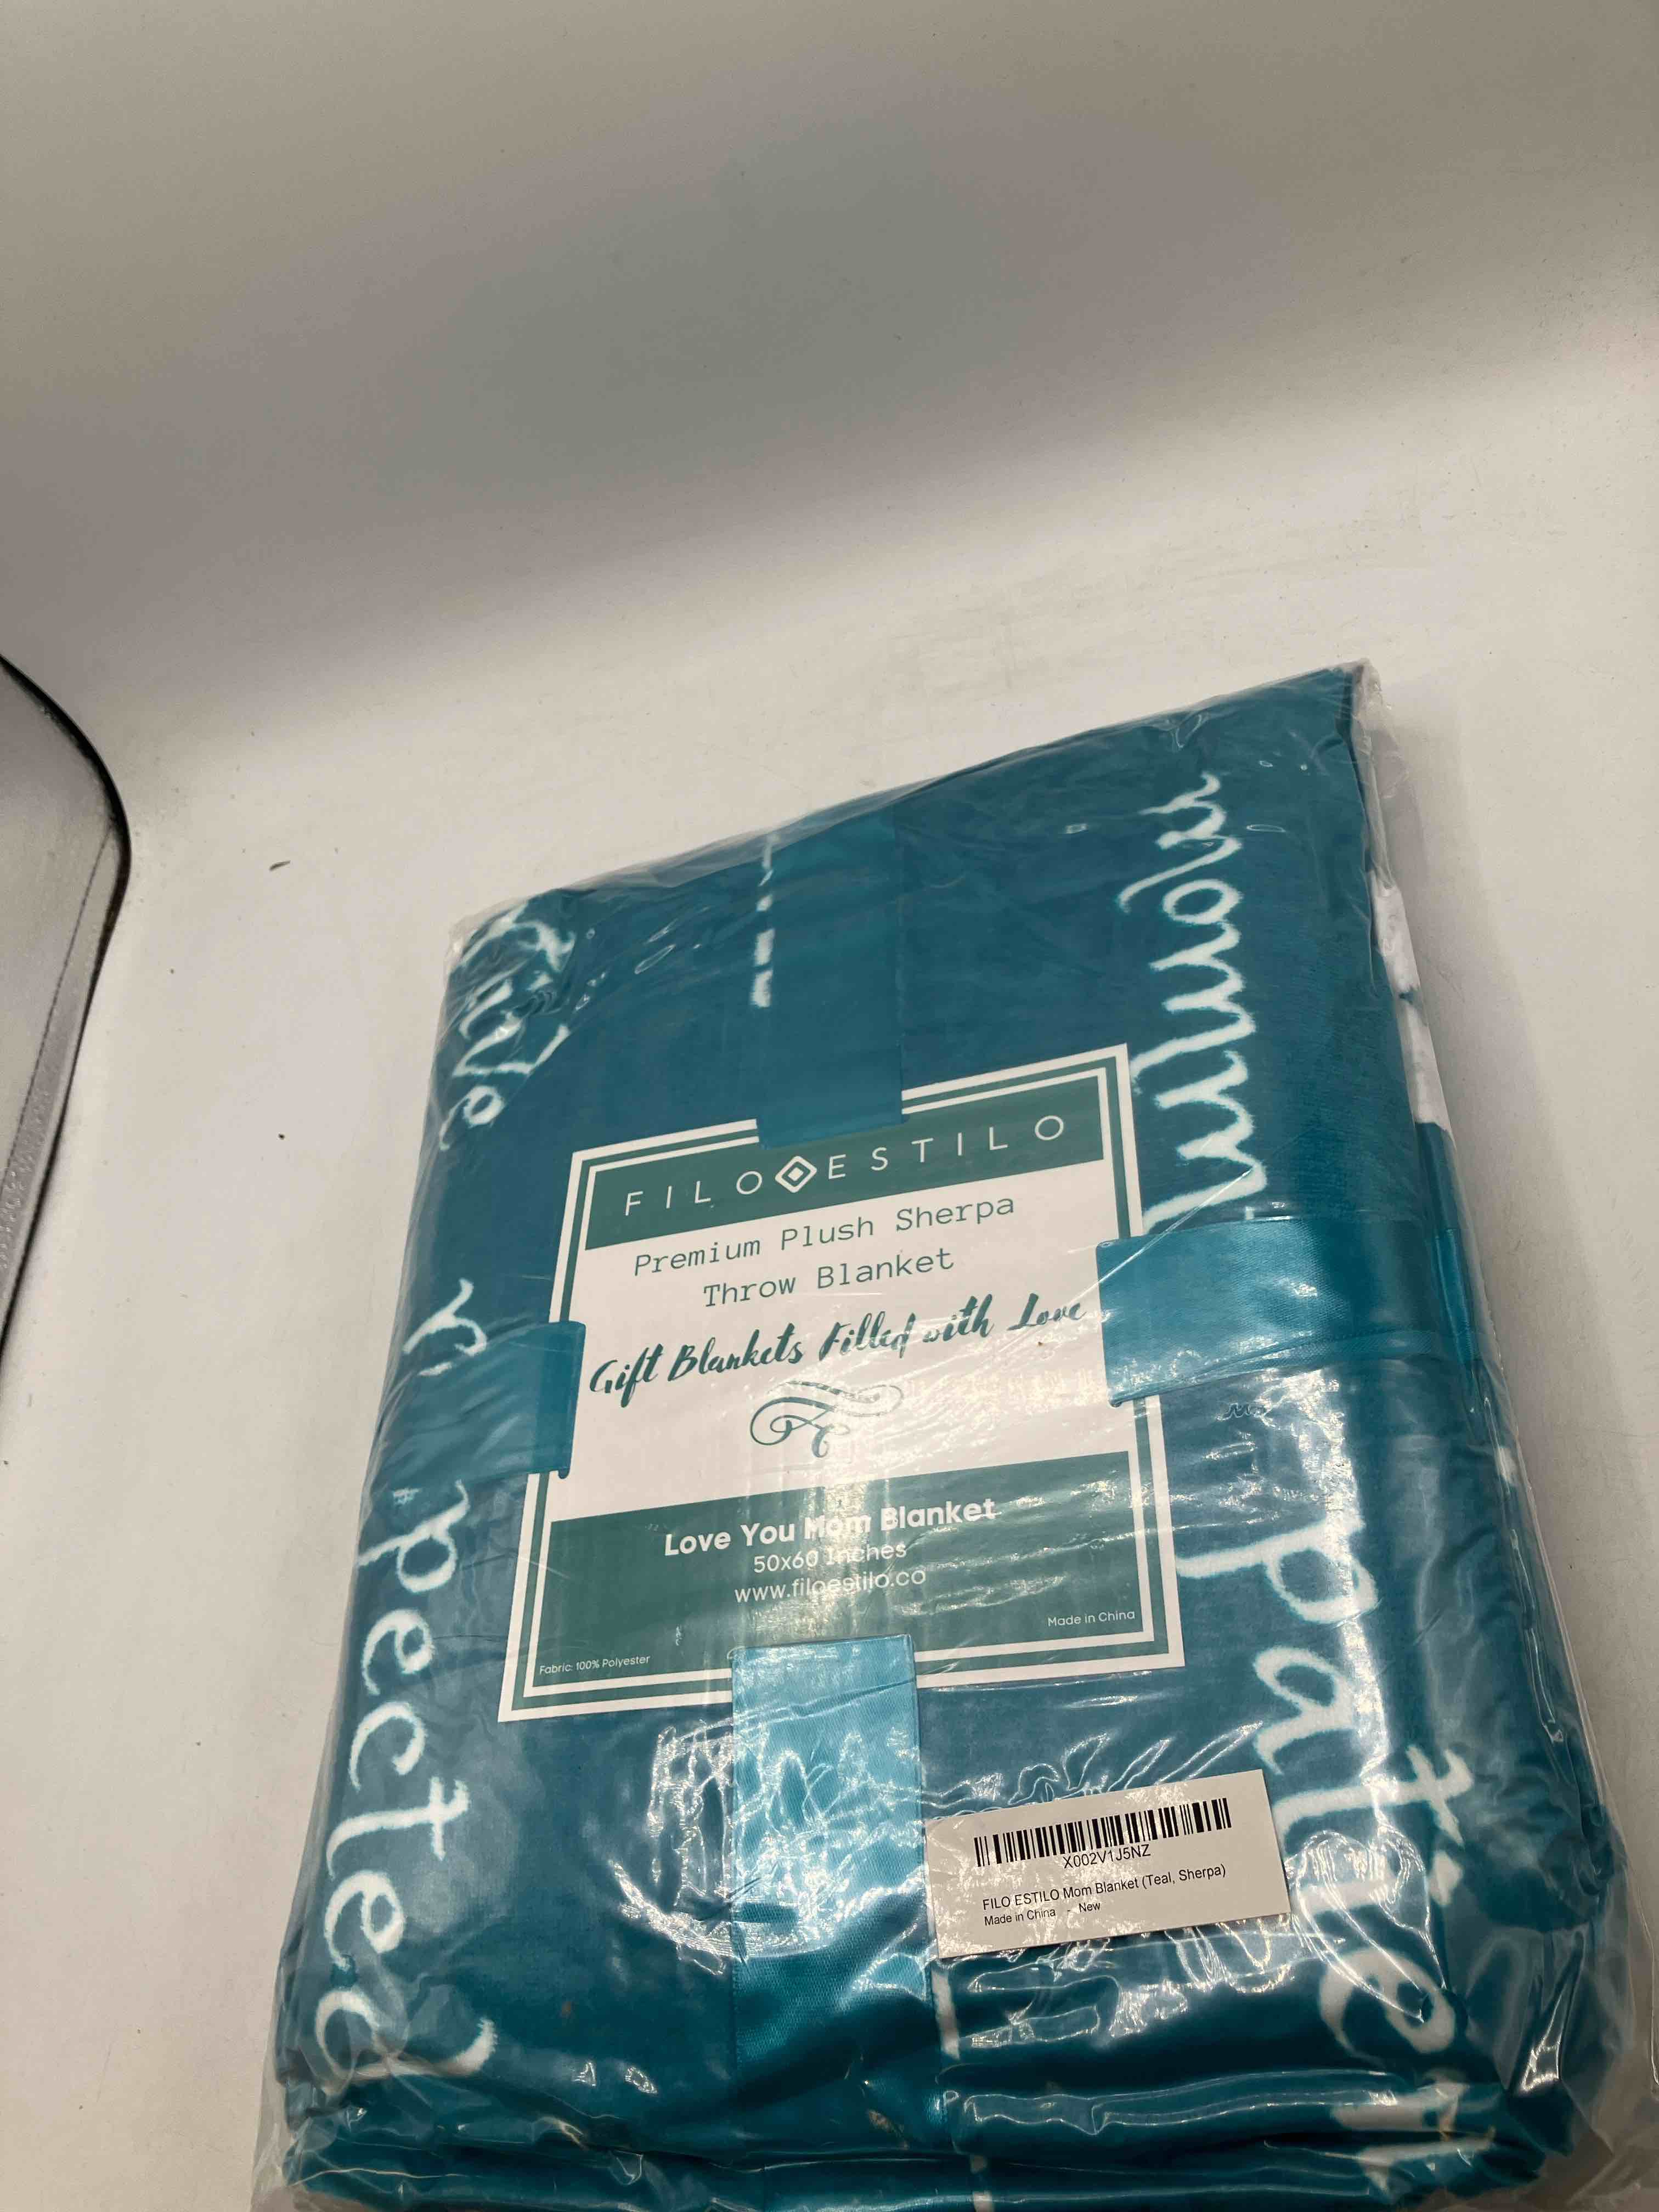 FILO ESTILO
Premium Plush Sherpa
Throw Blanket
Gift Blankets Filled with Love
Love You Mom Blanket
50x60 Inches
www.filoestilo.co
Fabric: 100% Polyester
Made in China
X002V1J5NZ
FILO ESTILO Mom Blanket (Teal, Sherpa)
Made in China - New
momm
pected